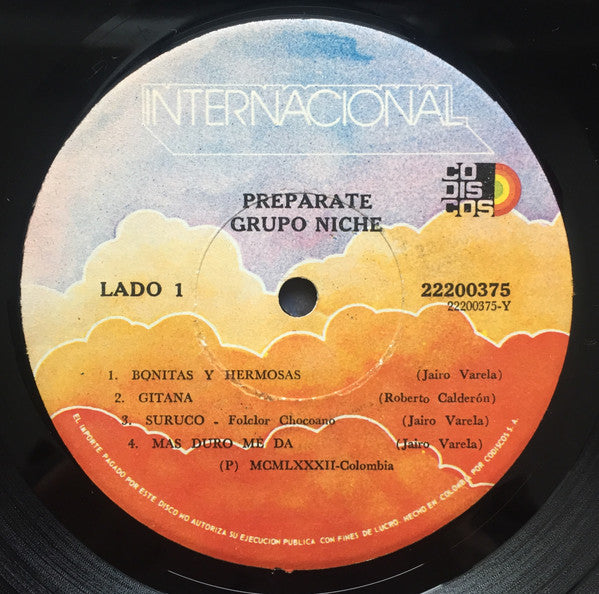 INTERNACIONAL
CO
DIS
COS
PREPARATE
GRUPO NICHE
LADO 1
22200375
22200375-Y
1. BONITAS Y HERMOSAS (Jairo Varela)
2. GITANA (Roberto Calderón)
3. SURUCO - Folclor Chocoano (Jairo Varela)
4. MAS DURO ME DA (Jairo Varela)
(P) MCMLXXXII-Colombia
EL IMPORTE PAGADO POR ESTE DISCO NO AUTORIZA SU EJECUCION PUBLICA CON FINES DE LUCRO. HECHO EN COLOMBIA POR CODISCOS S.A.